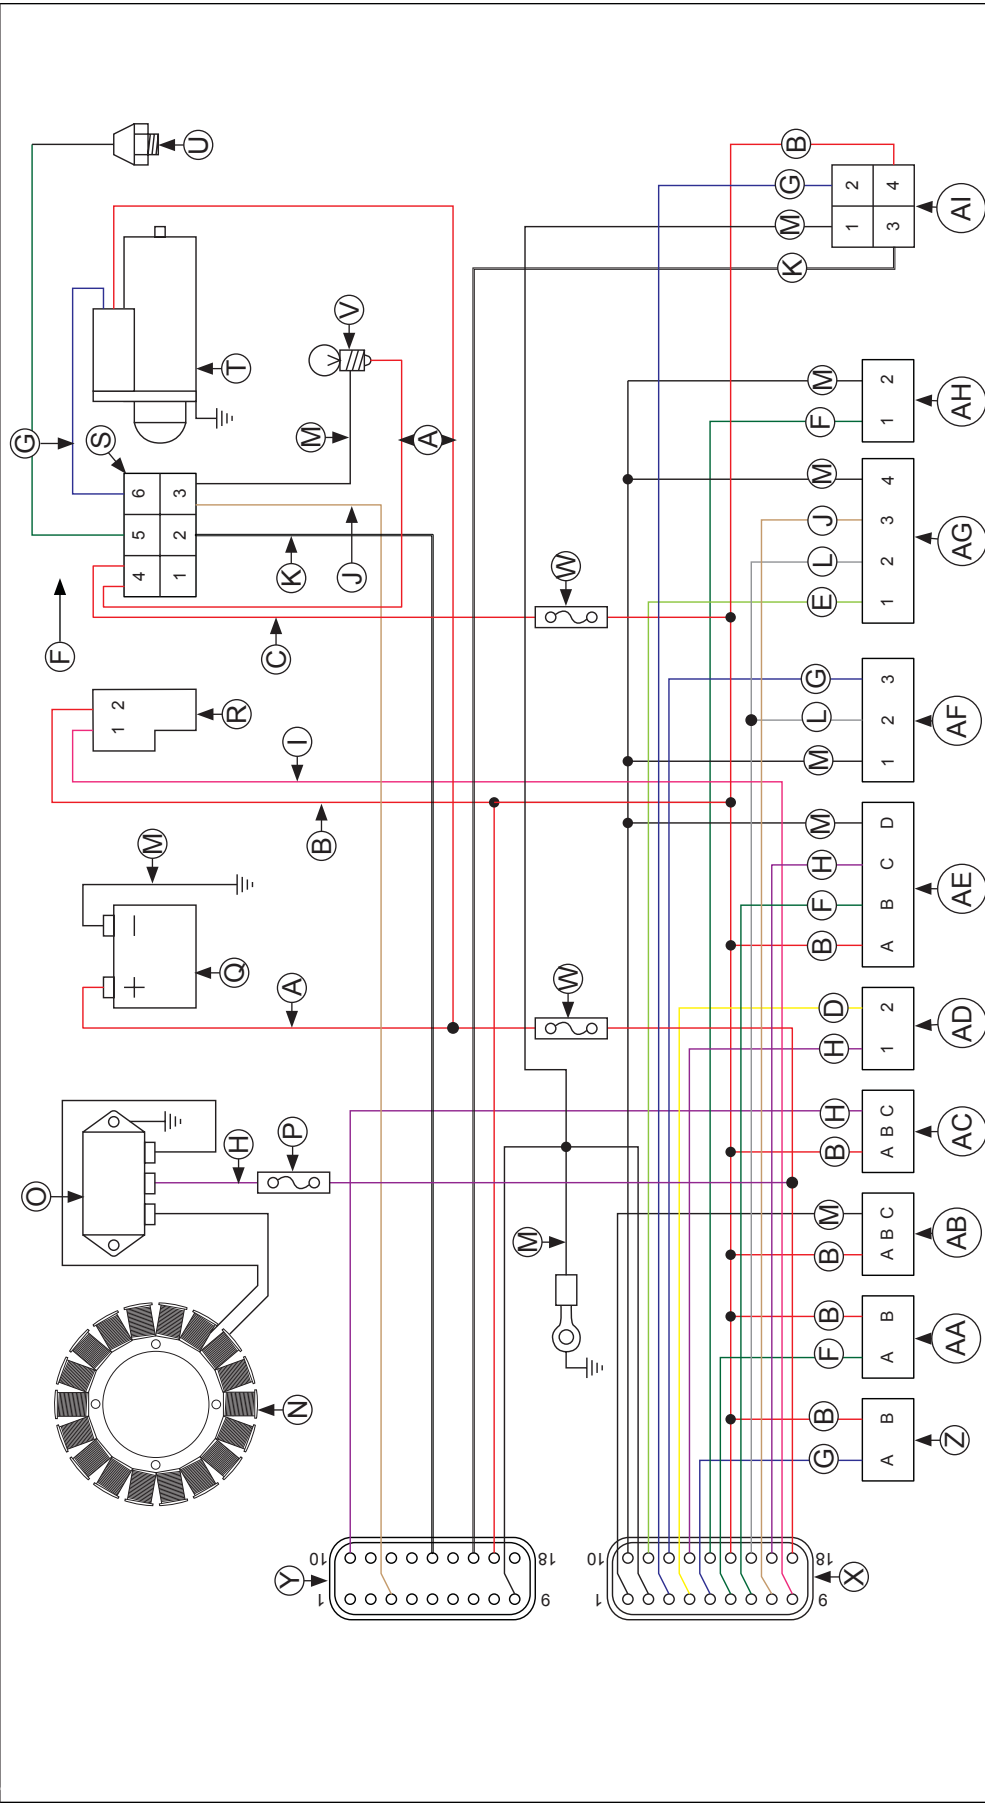 O
F
G
S
1 2
4 5 6
1 2 3
+ −
M
U
Q
H
R
T
N
P
A
I
C
K
Y
B
J
M
V
A
1 10
9 18
M
W
W
1 10
9 18
X
G B F B B M B H H D B F H M M L G E L J M F M K M G B
A B
A B
A B C
A B C
1 2
A B C D
1 2 3
1 2 3 4
1 2
1 2
3 4
Z AA AB AC AD AE AF AG AH AI